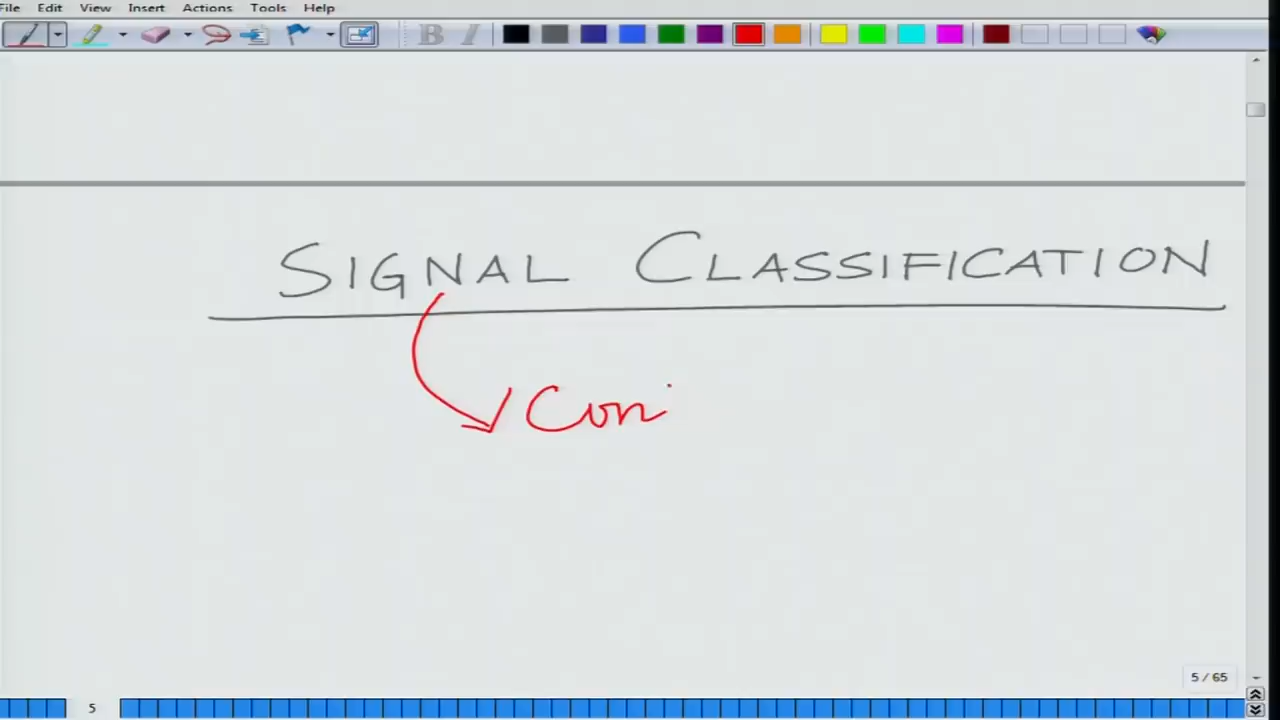 File Edit View Insert Actions Tools Help
B I
SIGNAL CLASSIFICATION
Con
5 / 65
5